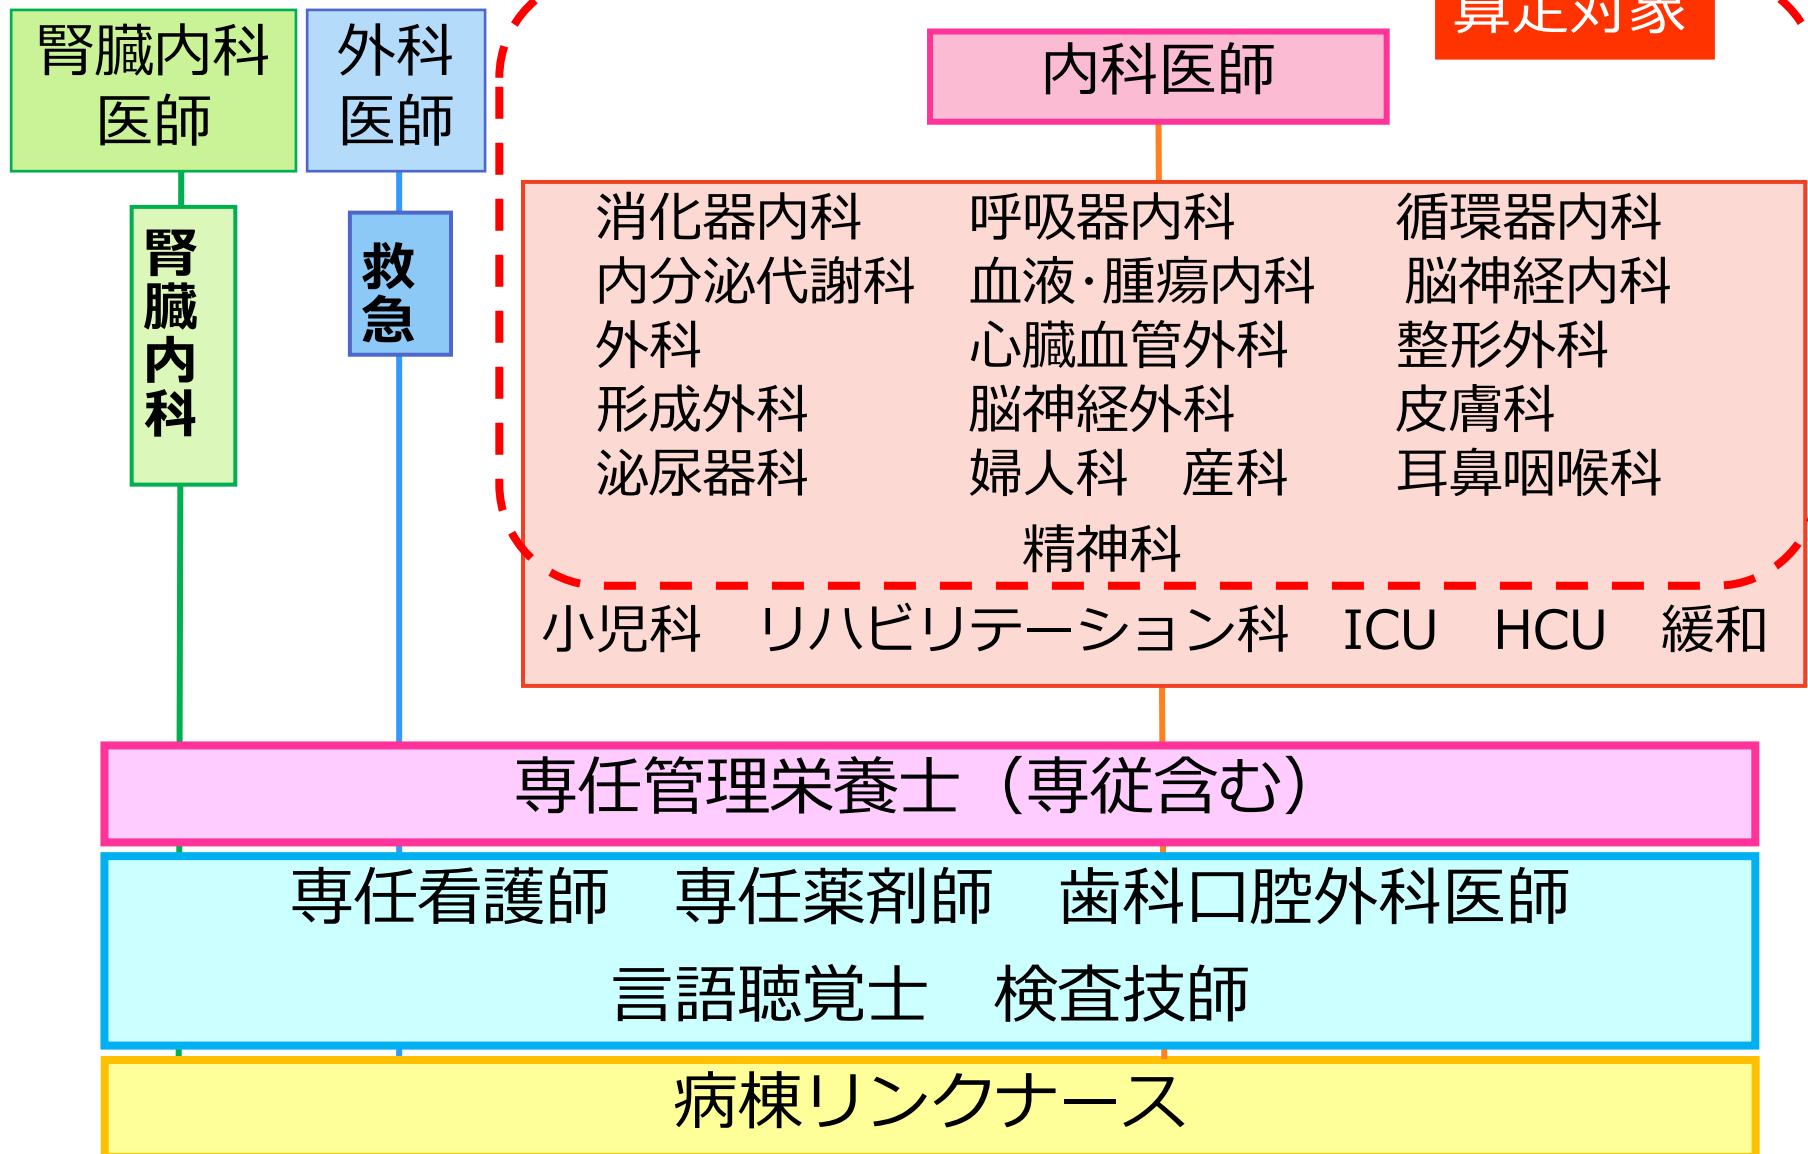 算定対象
腎臓内科
医師
外科
医師
内科医師
腎臓内科
救急
消化器内科　呼吸器内科　循環器内科
内分泌代謝科　血液･腫瘍内科　脳神経内科
外科　心臓血管外科　整形外科
形成外科　脳神経外科　皮膚科
泌尿器科　婦人科　産科　耳鼻咽喉科
精神科
小児科　リハビリテーション科　ICU　HCU　緩和
専任管理栄養士（専従含む）
専任看護師　専任薬剤師　歯科口腔外科医師
言語聴覚士　検査技師
病棟リンクナース